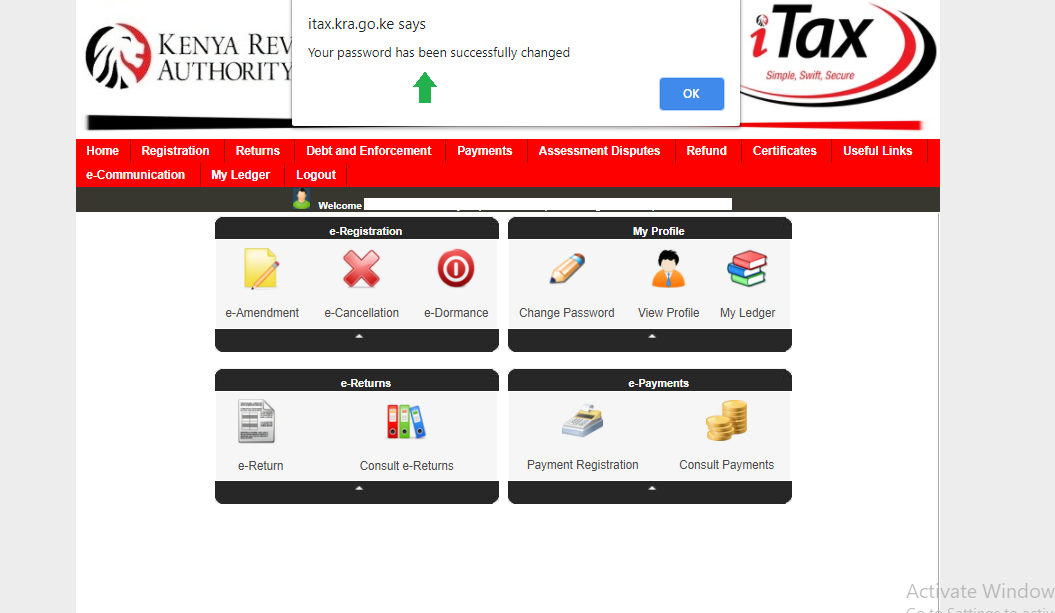 itax.kra.go.ke says
Your password has been successfully changed
OK
KENYA REV
AUTHORITY
iTax
Simple, Swift, Secure
Home Registration Returns Debt and Enforcement Payments Assessment Disputes Refund Certificates Useful Links
e-Communication My Ledger Logout
Welcome
e-Registration
e-Amendment e-Cancellation e-Dormance
My Profile
Change Password View Profile My Ledger
e-Returns
e-Return Consult e-Returns
e-Payments
Payment Registration Consult Payments
Activate Window
Go to Settings to activ